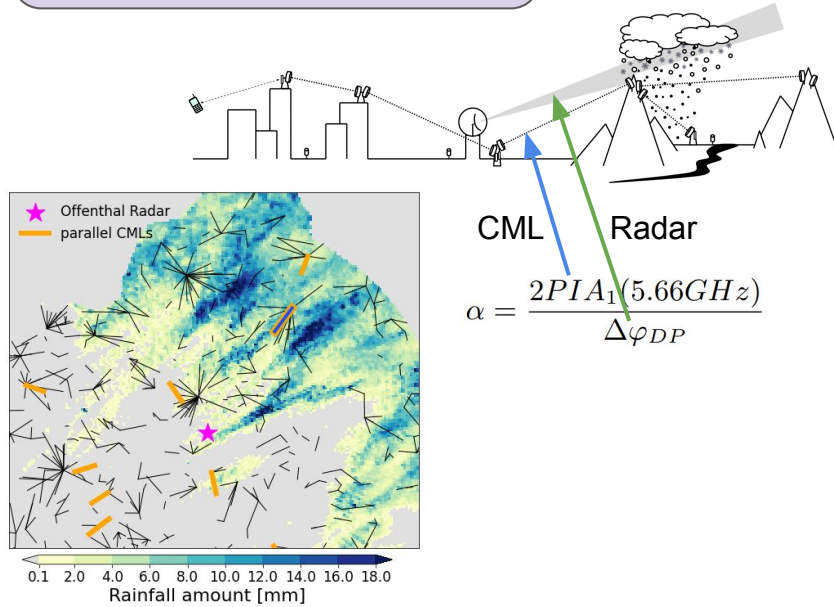 Offenthal Radar
parallel CMLs
CML
Radar
α = 2PIA₁(5.66GHz) / Δφ_DP
0.1 2.0 4.0 6.0 8.0 10.0 12.0 14.0 16.0 18.0
Rainfall amount [mm]